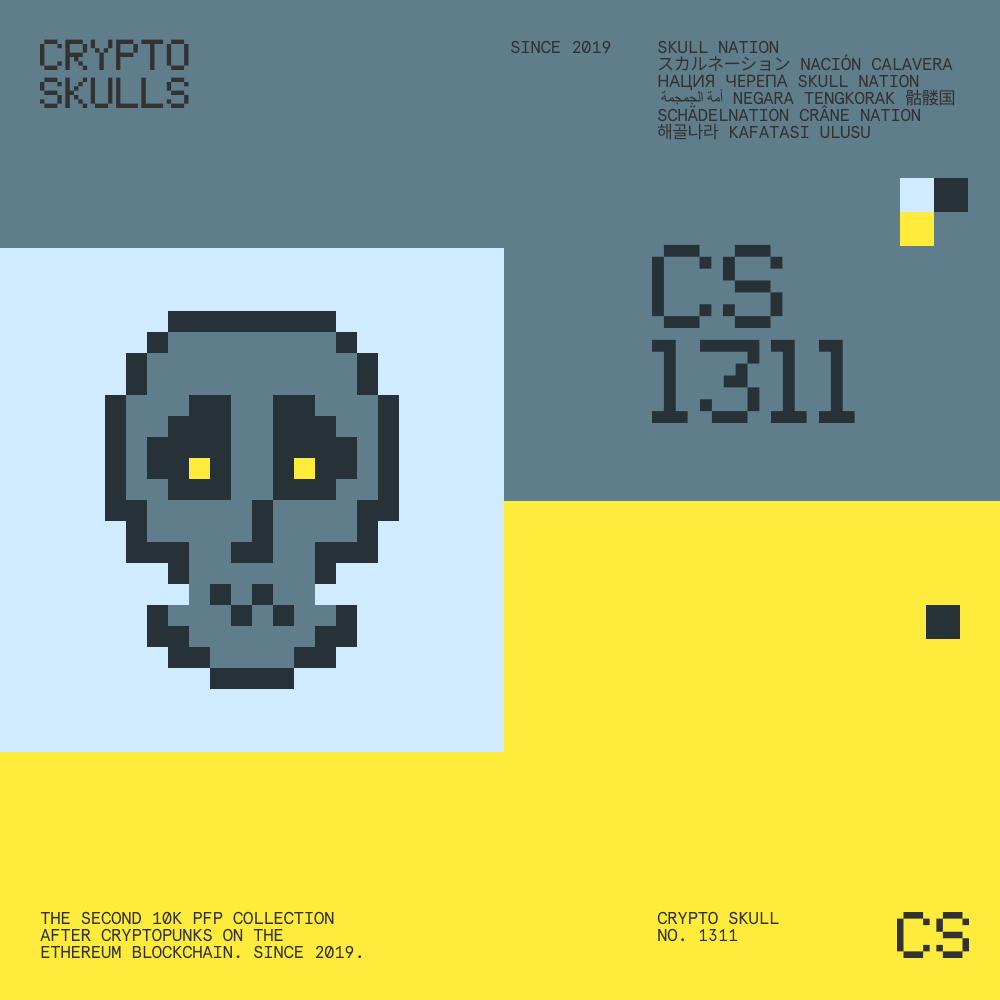 CRYPTO
SKULLS
SINCE 2019
SKULL NATION
スカルネーション NACIÓN CALAVERA
НАЦИЯ ЧЕРЕПА SKULL NATION
أمة الجمجمة NEGARA TENGKORAK 骷髅国
SCHÄDELNATION CRÂNE NATION
해골나라 KAFATASI ULUSU
CS
1311
THE SECOND 10K PFP COLLECTION
AFTER CRYPTOPUNKS ON THE
ETHEREUM BLOCKCHAIN. SINCE 2019.
CRYPTO SKULL
NO. 1311
CS